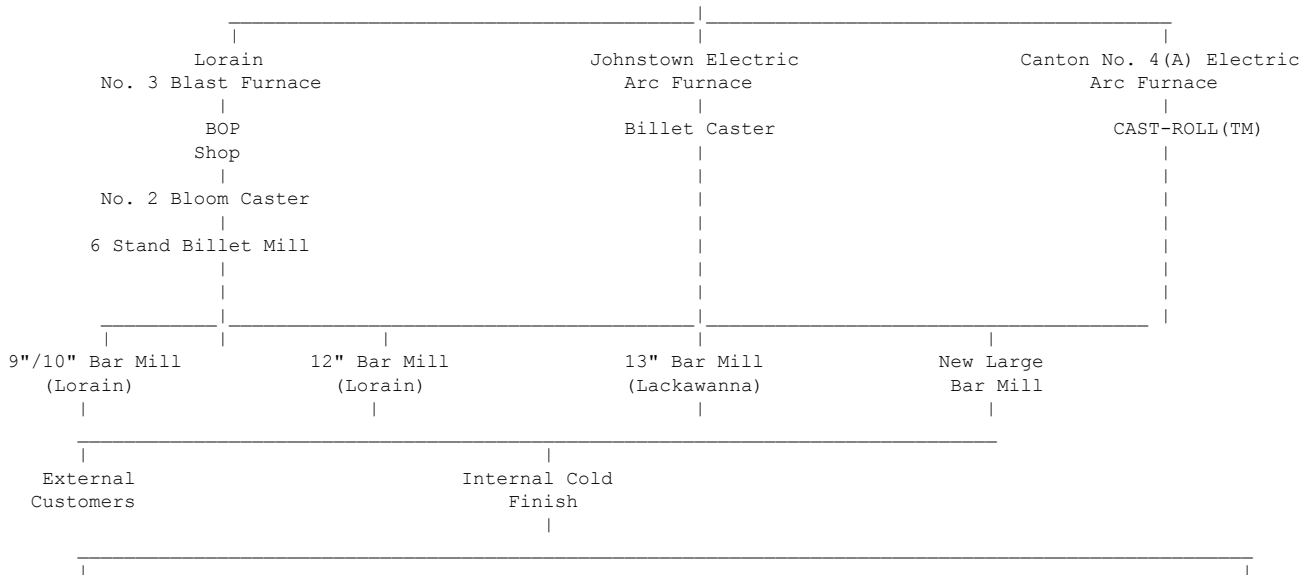 Lorain Johnstown Electric Canton No. 4(A) Electric
No. 3 Blast Furnace Arc Furnace Arc Furnace
BOP Billet Caster CAST-ROLL(TM)
Shop
No. 2 Bloom Caster
6 Stand Billet Mill
9"/10" Bar Mill 12" Bar Mill 13" Bar Mill New Large
(Lorain) (Lorain) (Lackawanna) Bar Mill
External Internal Cold
Customers Finish